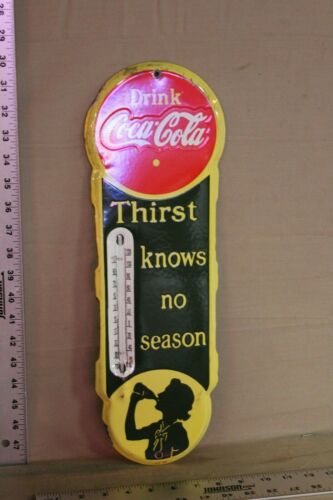 Drink
Coca-Cola
Thirst
knows
no
season
JOHNSON